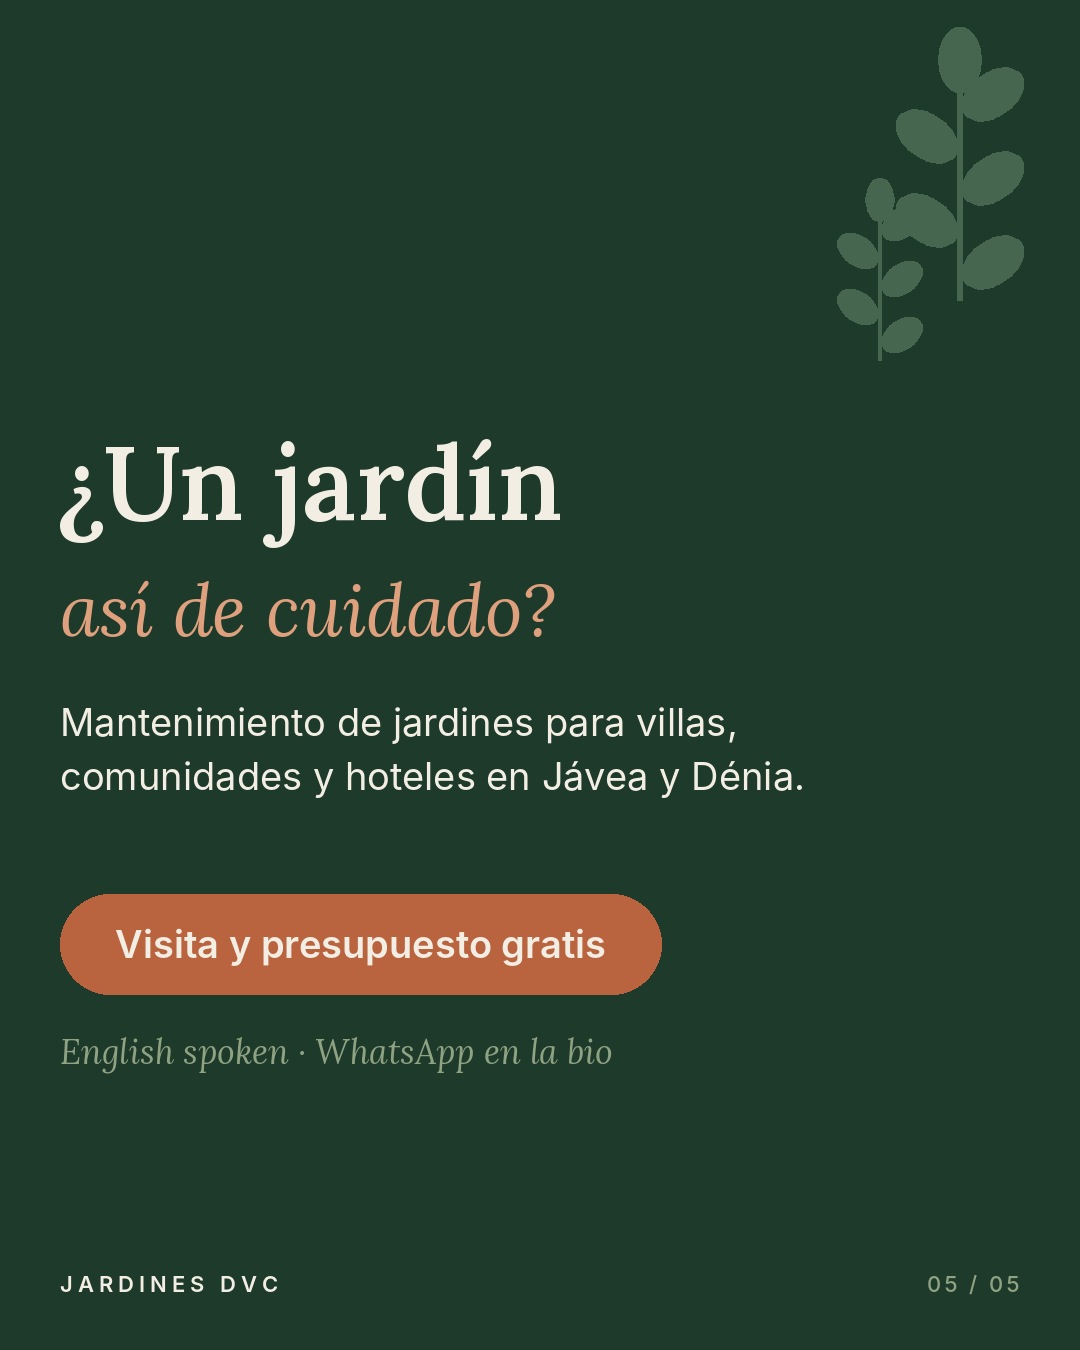 ¿Un jardín
así de cuidado?
Mantenimiento de jardines para villas,
comunidades y hoteles en Jávea y Dénia.
Visita y presupuesto gratis
English spoken · WhatsApp en la bio
JARDINES DVC
05 / 05